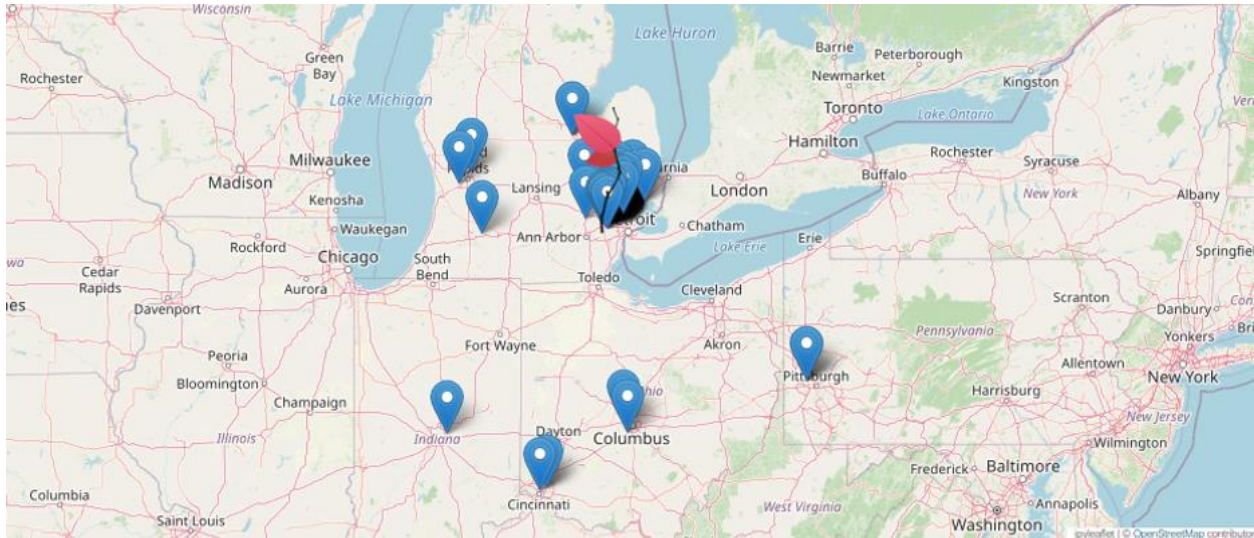 Wisconsin
Rochester
Green
Bay
Lake Michigan
Lake Huron
Barrie
Peterborough
Newmarket
Kingston
Toronto
Lake Ontario
Hamilton
Milwaukee
Madison
Kenosha
Waukegan
Rockford
Chicago
Aurora
Cedar
Rapids
Davenport
Lansing
Ann Arbor
London
Chatham
Lake Erie
Erie
Buffalo
Rochester
Syracuse
New York
Albany
Springfiel
South
Bend
Toledo
Cleveland
Akron
Fort Wayne
Peoria
Bloomington
Champaign
Illinois
Indiana
Dayton
Columbus
Cincinnati
Pittsburgh
Pennsylvania
Scranton
Danbury
Yonkers
Allentown
New York
Harrisburg
New Jersey
Wilmington
Frederick
Baltimore
Annapolis
Washington
West Virginia
Columbia
Saint Louis
ipyleaflet | © OpenStreetMap contributor